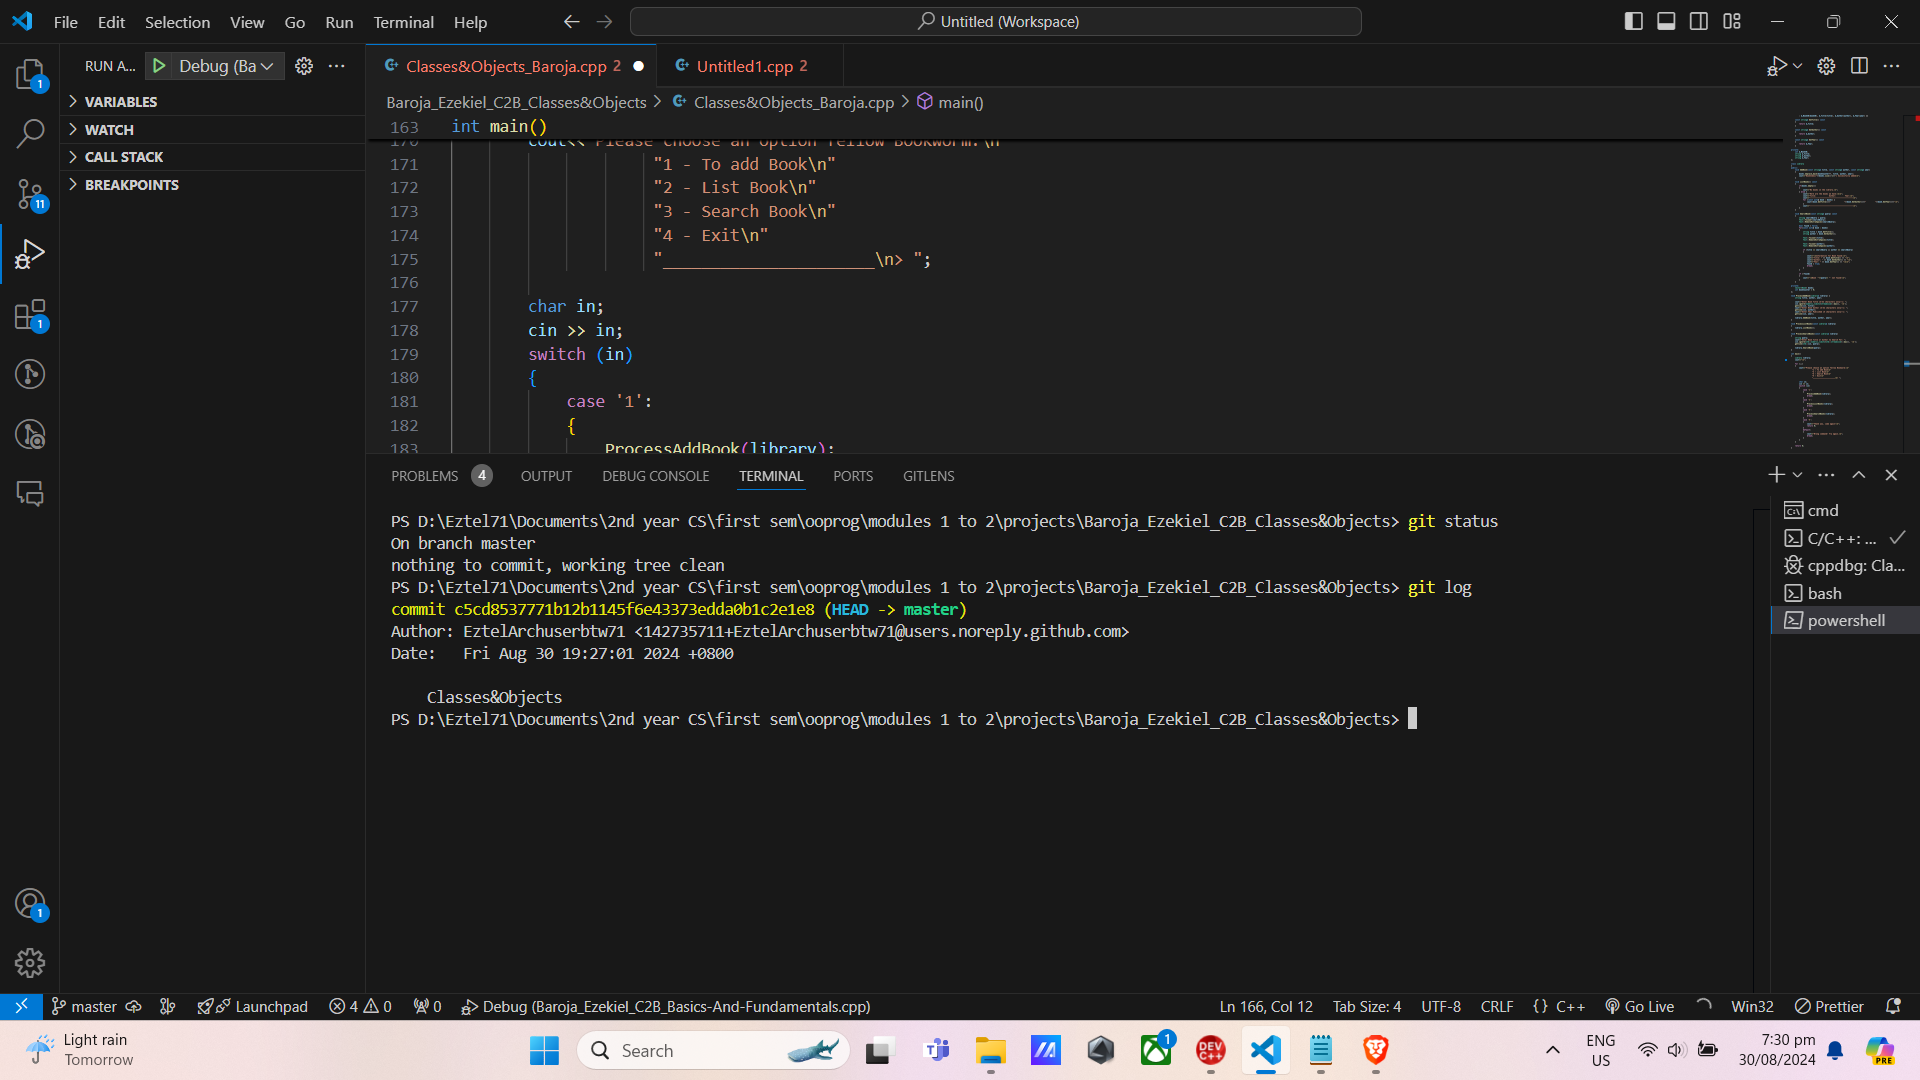 File Edit Selection View Go Run Terminal Help
Untitled (Workspace)
RUN A... Debug (Ba
Classes&Objects_Baroja.cpp 2
Untitled1.cpp 2
VARIABLES
WATCH
CALL STACK
BREAKPOINTS
1
11
1
1
Baroja_Ezekiel_C2B_Classes&Objects > Classes&Objects_Baroja.cpp > main()
163 int main()
170 cout<< "Please choose an option fellow Bookworm:\n"
171 "1 - To add Book\n"
172 "2 - List Book\n"
173 "3 - Search Book\n"
174 "4 - Exit\n"
175 "______________________\n> ";
176
177 char in;
178 cin >> in;
179 switch (in)
180 {
181 case '1':
182 {
183 ProcessAddBook(library);
PROBLEMS 4 OUTPUT DEBUG CONSOLE TERMINAL PORTS GITLENS
PS D:\Eztel71\Documents\2nd year CS\first sem\ooprog\modules 1 to 2\projects\Baroja_Ezekiel_C2B_Classes&Objects> git status
On branch master
nothing to commit, working tree clean
PS D:\Eztel71\Documents\2nd year CS\first sem\ooprog\modules 1 to 2\projects\Baroja_Ezekiel_C2B_Classes&Objects> git log
commit c5cd8537771b12b1145f6e43373edda0b1c2e1e8 (HEAD -> master)
Author: EztelArchuserbtw71 <142735711+EztelArchuserbtw71@users.noreply.github.com>
Date:   Fri Aug 30 19:27:01 2024 +0800
Classes&Objects
PS D:\Eztel71\Documents\2nd year CS\first sem\ooprog\modules 1 to 2\projects\Baroja_Ezekiel_C2B_Classes&Objects>
cmd
C/C++: ...
cppdbg: Cla...
bash
powershell
master Launchpad 4 0 0 Debug (Baroja_Ezekiel_C2B_Basics-And-Fundamentals.cpp) Ln 166, Col 12 Tab Size: 4 UTF-8 CRLF {} C++ Go Live Win32 Prettier
Light rain
Tomorrow
Search
1
DEV
C++
ENG
US
7:30 pm
30/08/2024
PRE